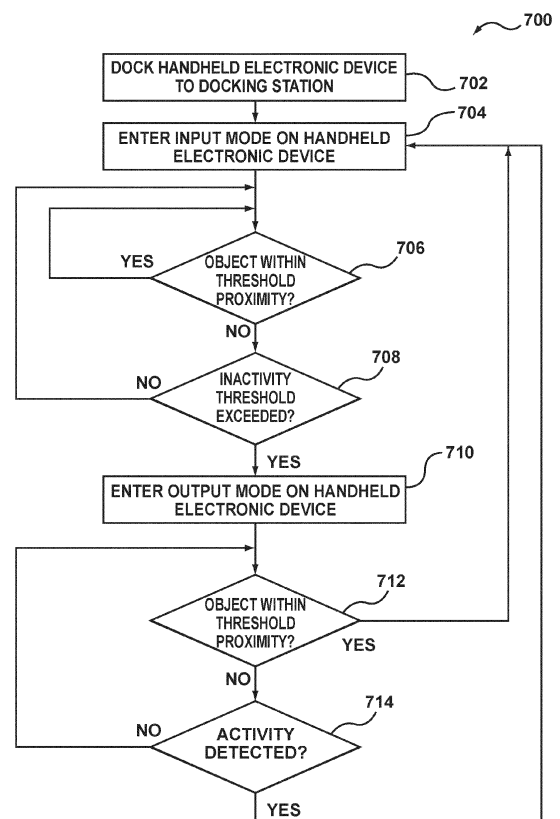 700
DOCK HANDHELD ELECTRONIC DEVICE
TO DOCKING STATION
702
704
ENTER INPUT MODE ON HANDHELD
ELECTRONIC DEVICE
706
YES
OBJECT WITHIN
THRESHOLD
PROXIMITY?
NO
708
NO
INACTIVITY
THRESHOLD
EXCEEDED?
YES
710
ENTER OUTPUT MODE ON HANDHELD
ELECTRONIC DEVICE
712
OBJECT WITHIN
THRESHOLD
PROXIMITY?
YES
NO
714
NO
ACTIVITY
DETECTED?
YES